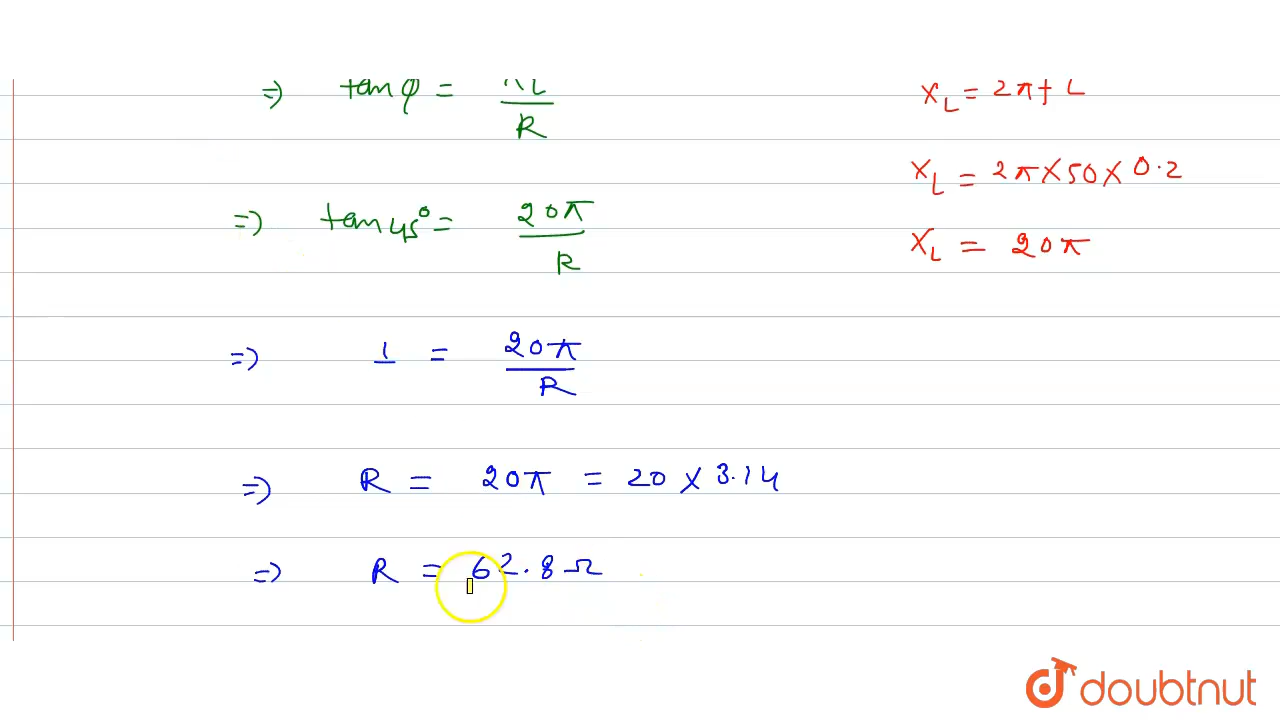 => tan φ = XL / R
=> tan 45° = 20π / R
=> 1 = 20π / R
=> R = 20π = 20 × 3.14
=> R = 62.8 Ω
XL = 2πf L
XL = 2π × 50 × 0.2
XL = 20π
doubtnut